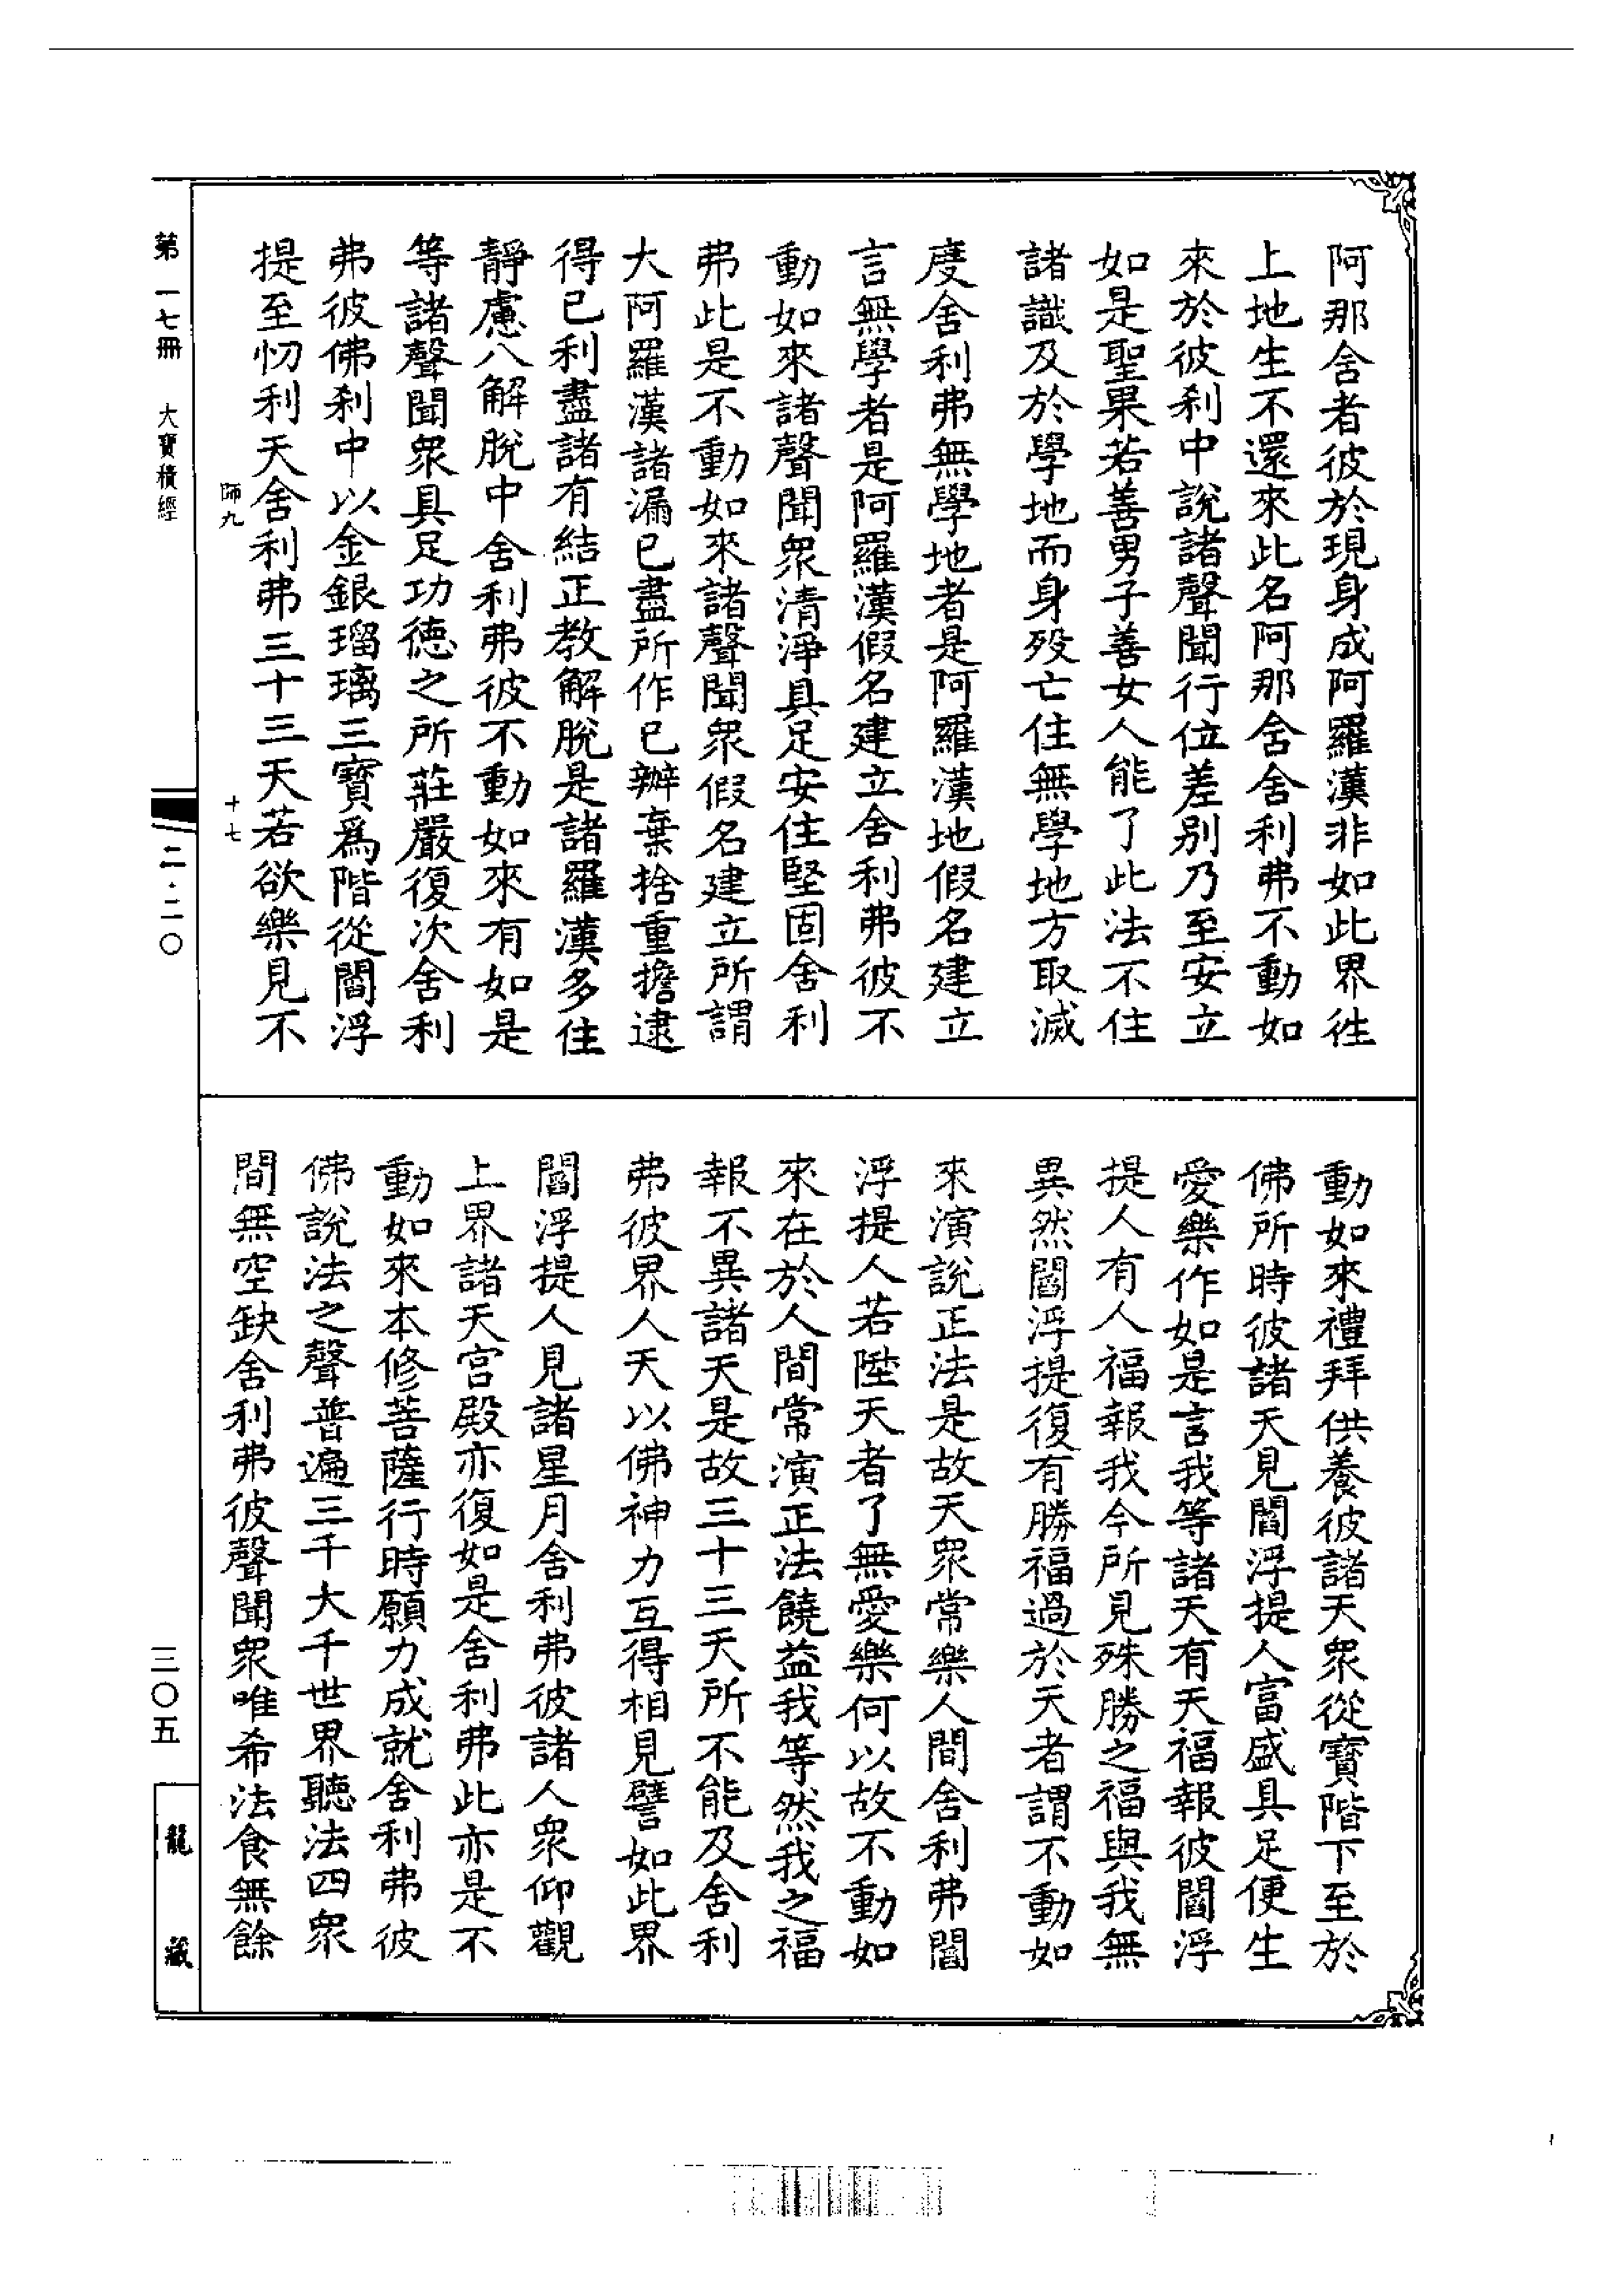 阿那舍者彼於現身成阿羅漢非如此界徃
上地生不還來此名阿那舍舍利弗不動如
來於彼刹中說諸聲聞行位差別乃至安立
如是聖果若善男子善女人能了此法不住
諸識及於學地而身歿亡住無學地方取滅
度舍利弗無學地者是阿羅漢地假名建立
言無學者是阿羅漢假名建立舍利弗彼不
動如來諸聲聞衆清淨具足安住堅固舍利
弗此是不動如來諸聲聞衆假名建立所謂
大阿羅漢諸漏已盡所作已辦棄捨重擔逮
得已利盡諸有結正教解脫是諸羅漢多住
靜慮八解脫中舍利弗彼不動如來有如是
等諸聲聞衆具足功德之所莊嚴復次舍利
弗彼佛刹中以金銀瑠璃三寶爲階從閻浮
提至忉利天舍利弗三十三天若欲樂見不
動如來禮拜供養彼諸天衆從寶階下至於
佛所時彼諸天見閻浮提人富盛具足便生
愛樂作如是言我等諸天有天福報彼閻浮
提人有人福報我今所見殊勝之福與我無
異然閻浮提復有勝福過於天者謂不動如
來演說正法是故天衆常樂人間舍利弗閻
浮提人若陞天者了無愛樂何以故不動如
來在於人間常演正法饒益我等然我之福
報不異諸天是故三十三天所不能及舍利
弗彼界人天以佛神力互得相見譬如此界
閻浮提人見諸星月舍利弗彼諸人衆仰觀
上界諸天宮殿亦復如是舍利弗此亦是不
動如來本修菩薩行時願力成就舍利弗彼
佛說法之聲普遍三千大千世界聽法四衆
間無空缺舍利弗彼聲聞衆唯希法食無餘
師九
十七
第一七冊
大寶積經
二·二〇
三〇五
龍藏